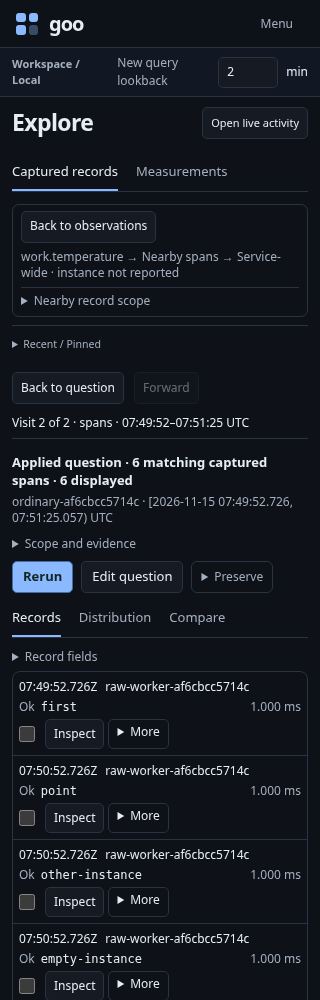 goo
Menu
Workspace /
Local
New query
lookback
2
min
Explore
Open live activity
Captured records
Measurements
Back to observations
work.temperature → Nearby spans → Service-
wide · instance not reported
Nearby record scope
Recent / Pinned
Back to question
Forward
Visit 2 of 2 · spans · 07:49:52–07:51:25 UTC
Applied question · 6 matching captured
spans · 6 displayed
ordinary-af6cbcc5714c · [2026-11-15 07:49:52.726,
07:51:25.057) UTC
Scope and evidence
Rerun
Edit question
Preserve
Records
Distribution
Compare
Record fields
07:49:52.726Z raw-worker-af6cbcc5714c
Ok first 1.000 ms
Inspect
More
07:50:52.726Z raw-worker-af6cbcc5714c
Ok point 1.000 ms
Inspect
More
07:50:52.726Z raw-worker-af6cbcc5714c
Ok other-instance 1.000 ms
Inspect
More
07:50:52.726Z raw-worker-af6cbcc5714c
Ok empty-instance 1.000 ms
Inspect
More